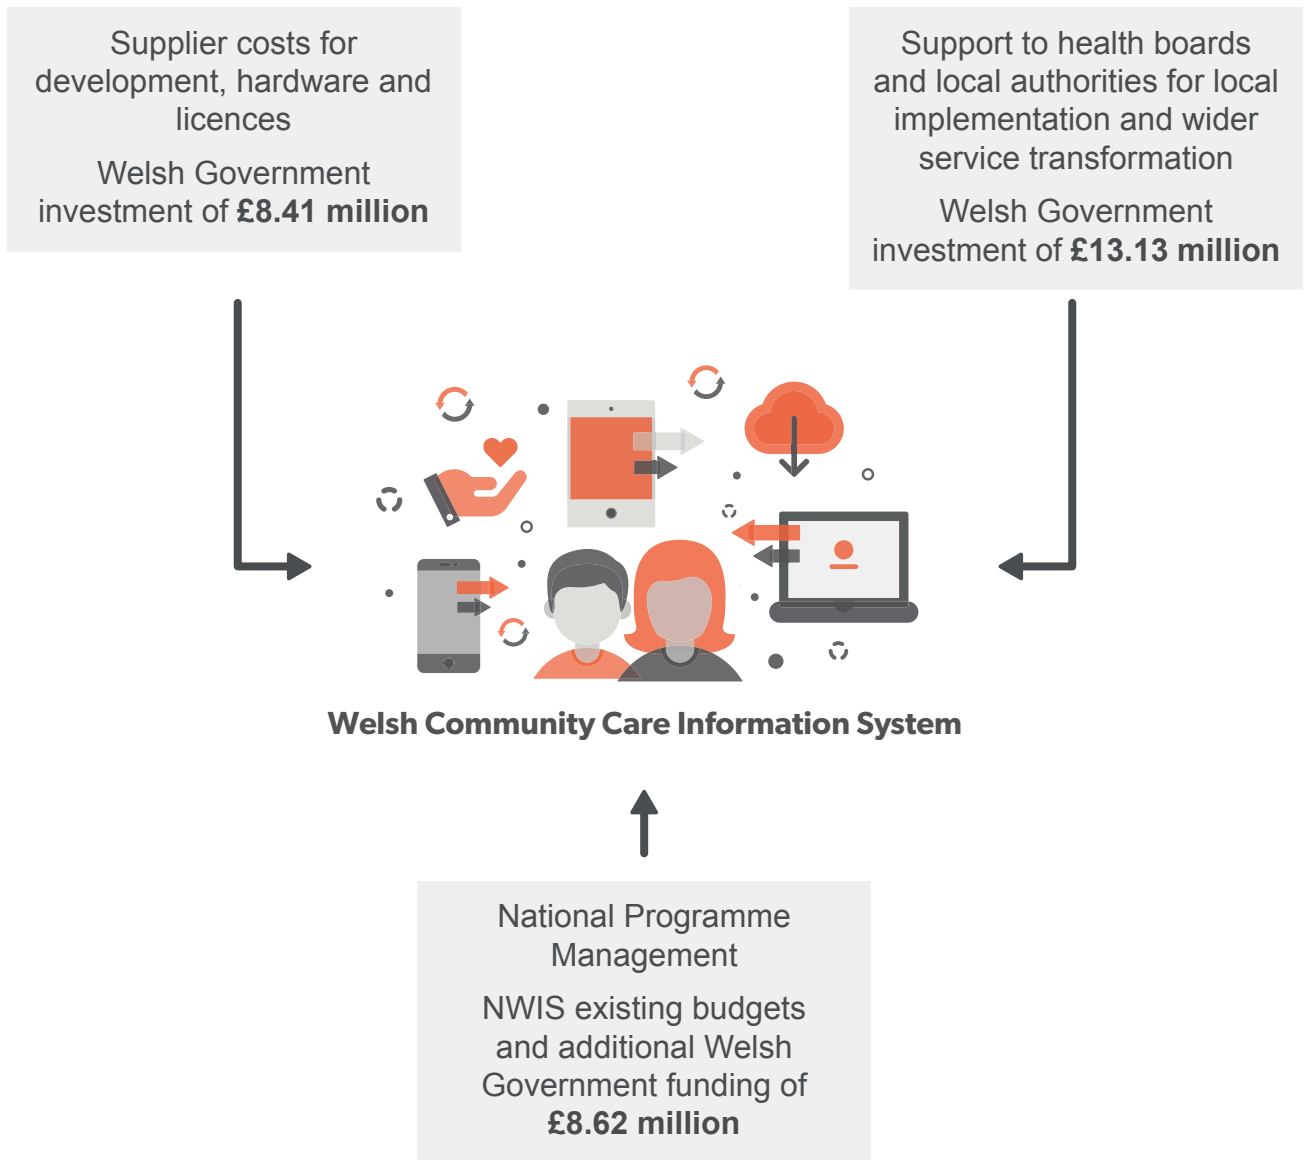 Supplier costs for
development, hardware and
licences
Welsh Government
investment of £8.41 million
Support to health boards
and local authorities for local
implementation and wider
service transformation
Welsh Government
investment of £13.13 million
Welsh Community Care Information System
National Programme
Management
NWIS existing budgets
and additional Welsh
Government funding of
£8.62 million